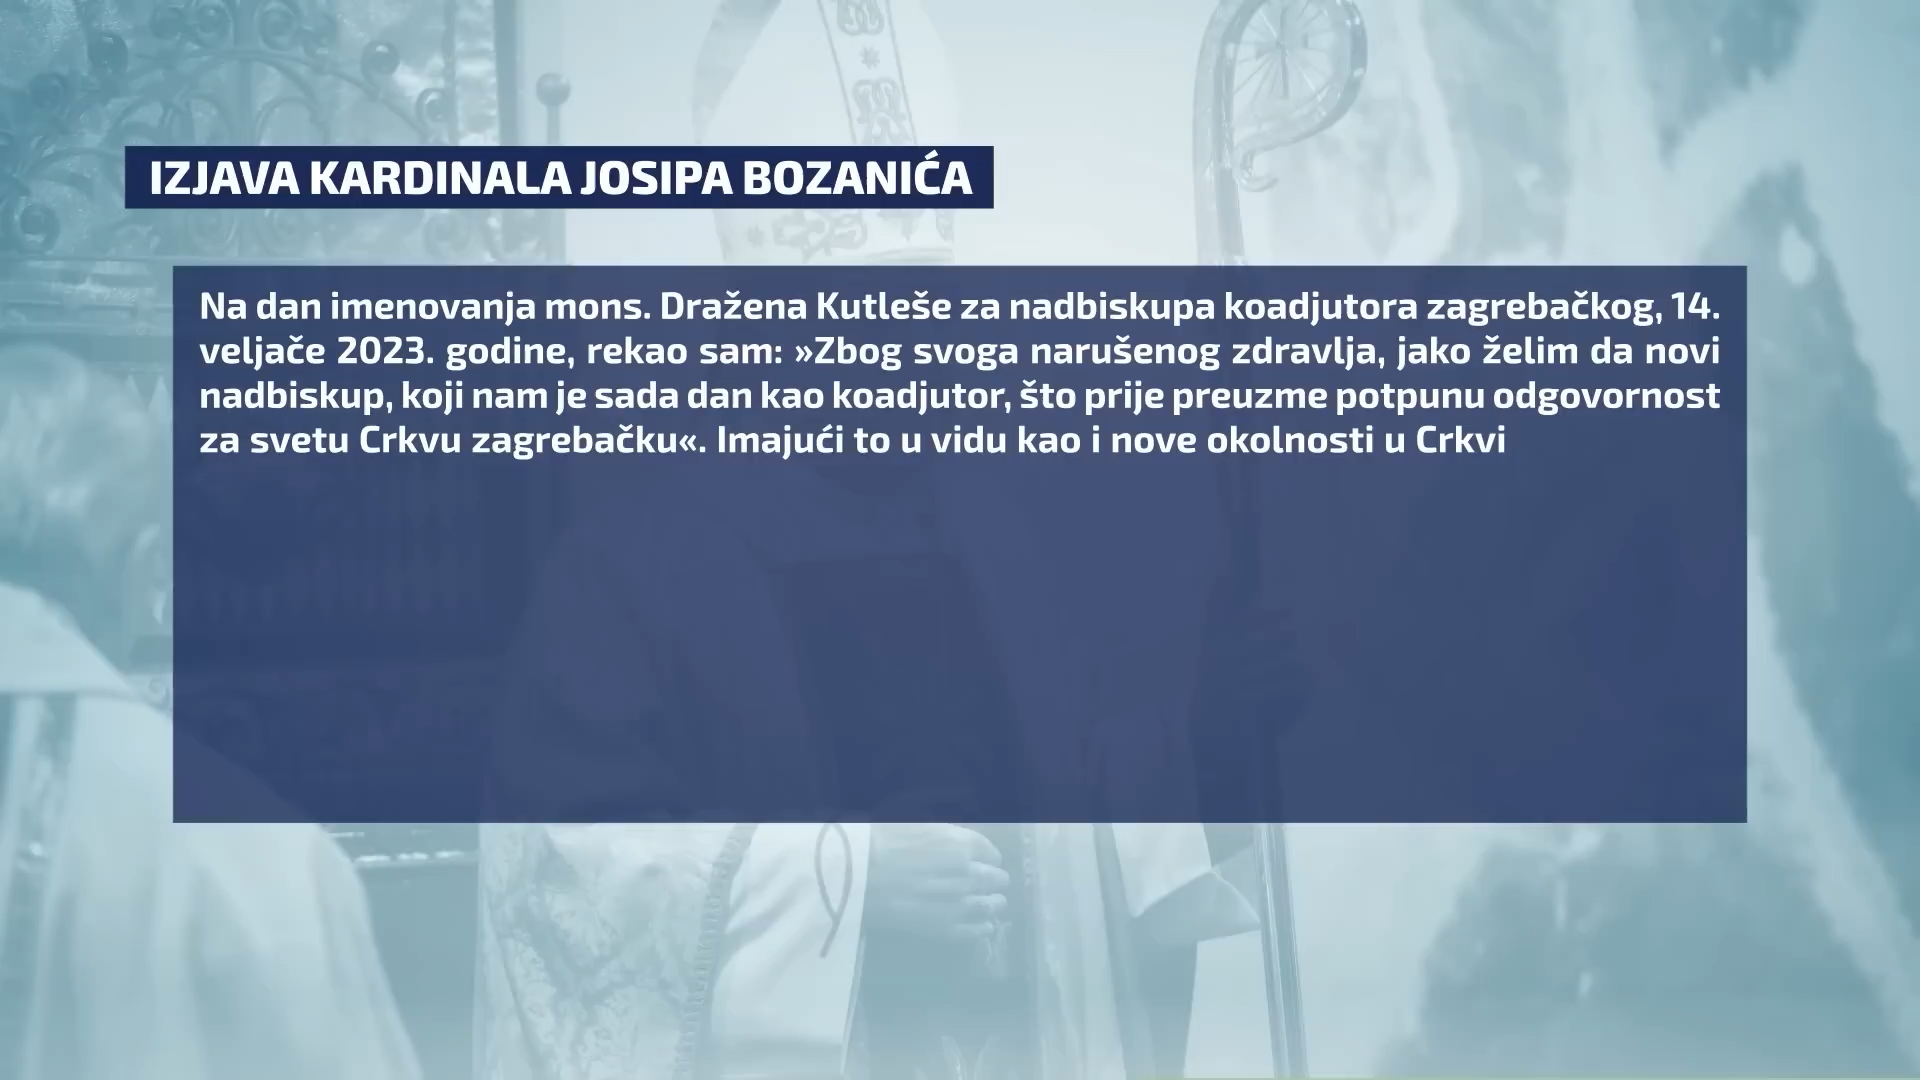 IZJAVA KARDINALA JOSIPA BOZANIĆA
Na dan imenovanja mons. Dražena Kutleše za nadbiskupa koadjutora zagrebačkog, 14.
veljače 2023. godine, rekao sam: »Zbog svoga narušenog zdravlja, jako želim da novi
nadbiskup, koji nam je sada dan kao koadjutor, što prije preuzme potpunu odgovornost
za svetu Crkvu zagrebačku«. Imajući to u vidu kao i nove okolnosti u Crkvi